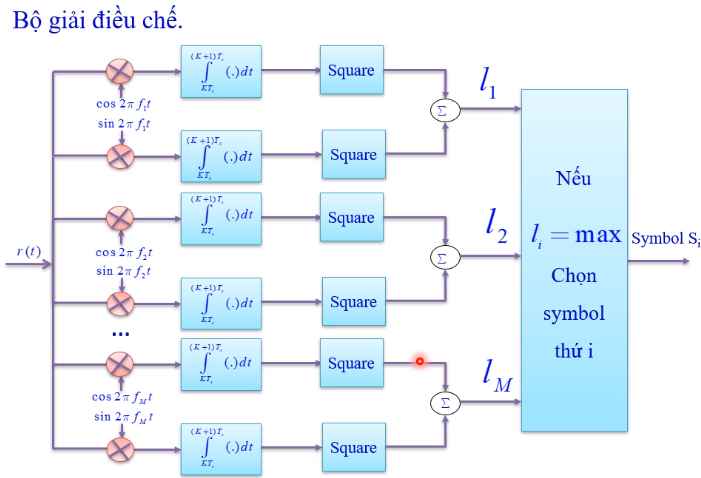 Bộ giải điều chế.
(K+1)Tₛ
∫ (.)dt
KTₛ
Square
cos 2π f₁t
sin 2π f₁t
l₁
Σ
(K+1)Tₛ
∫ (.)dt
KTₛ
Square
Nếu
(K+1)Tₛ
∫ (.)dt
KTₛ
Square
r(t)
cos 2π f₂t
sin 2π f₂t
Σ
l₂
lᵢ = max
Symbol Sᵢ
Chọn
symbol
thứ i
(K+1)Tₛ
∫ (.)dt
KTₛ
Square
...
(K+1)Tₛ
∫ (.)dt
KTₛ
Square
cos 2π f_M t
sin 2π f_M t
Σ
l_M
(K+1)Tₛ
∫ (.)dt
KTₛ
Square